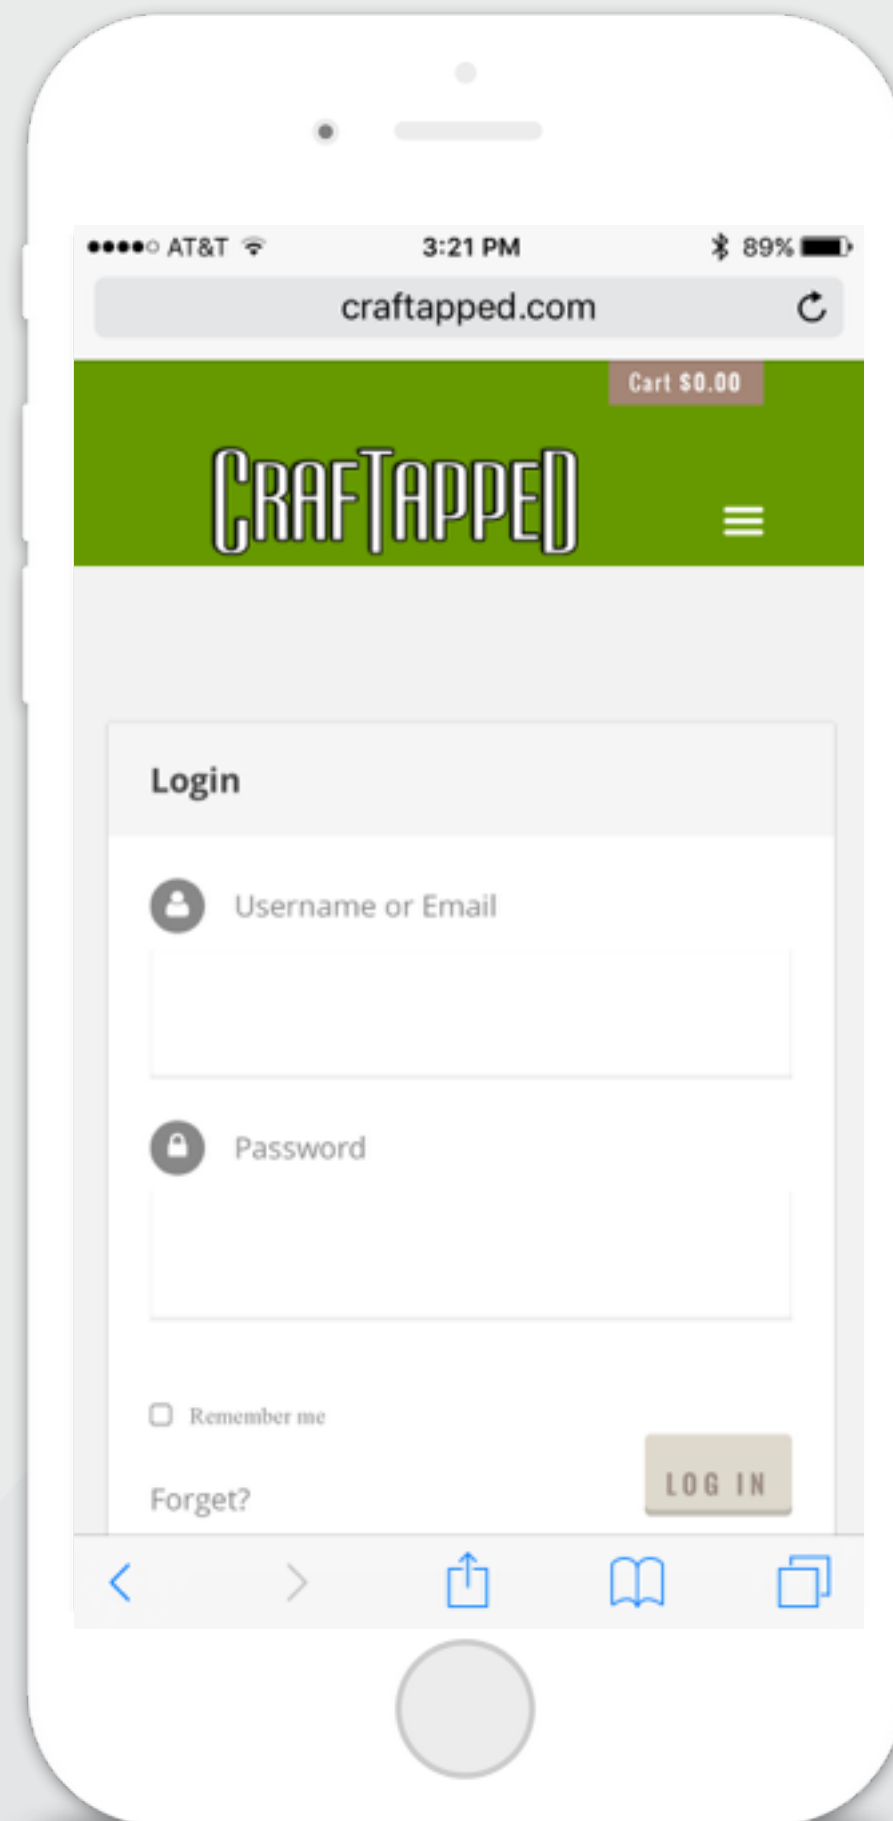 AT&T 3:21 PM 89%
craftapped.com
Cart $0.00
CRAFTAPPED
Login
Username or Email
Password
Remember me
LOG IN
Forget?